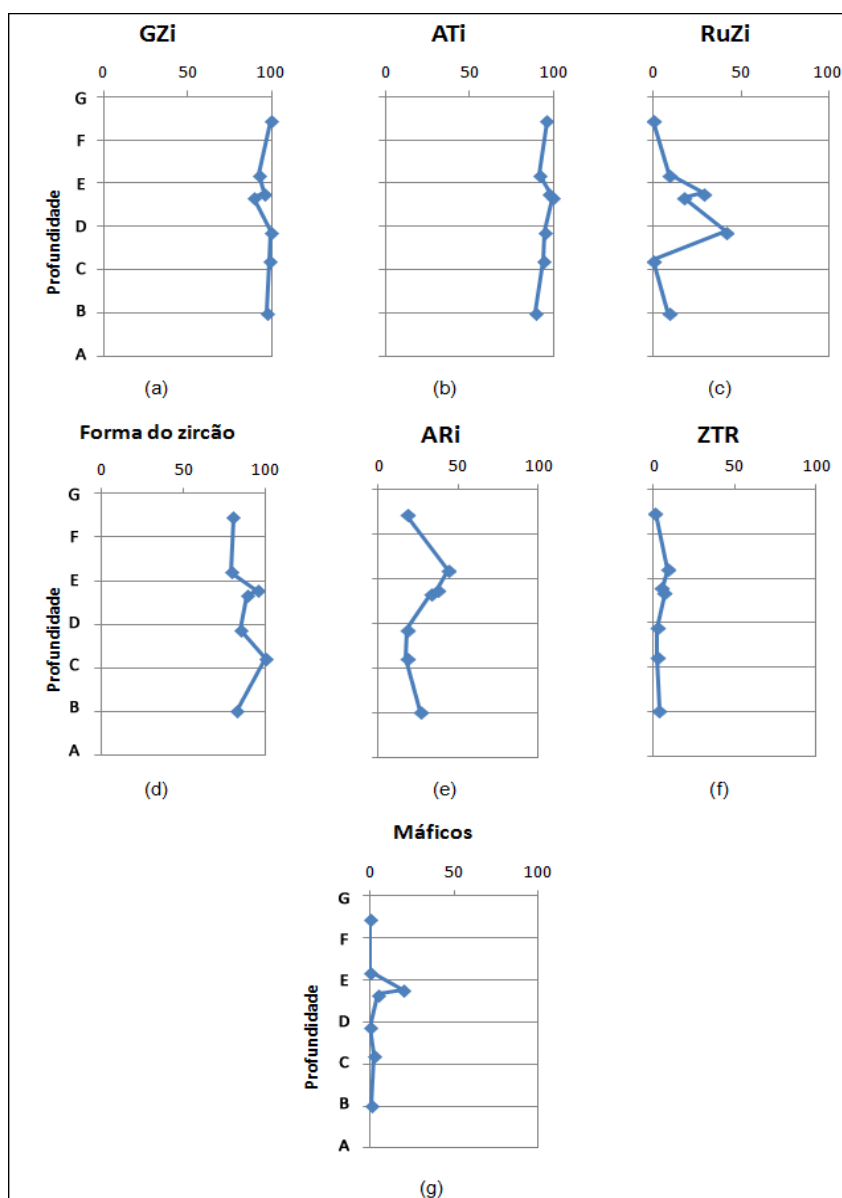 GZi ATi RuZi
0 50 100 0 50 100 0 50 100
G
F
E
D
C
B
A
Profundidade
(a) (b) (c)
Forma do zircão ARi ZTR
0 50 100 0 50 100 0 50 100
G
F
E
D
C
B
A
Profundidade
(d) (e) (f)
Máficos
0 50 100
G
F
E
D
C
B
A
Profundidade
(g)